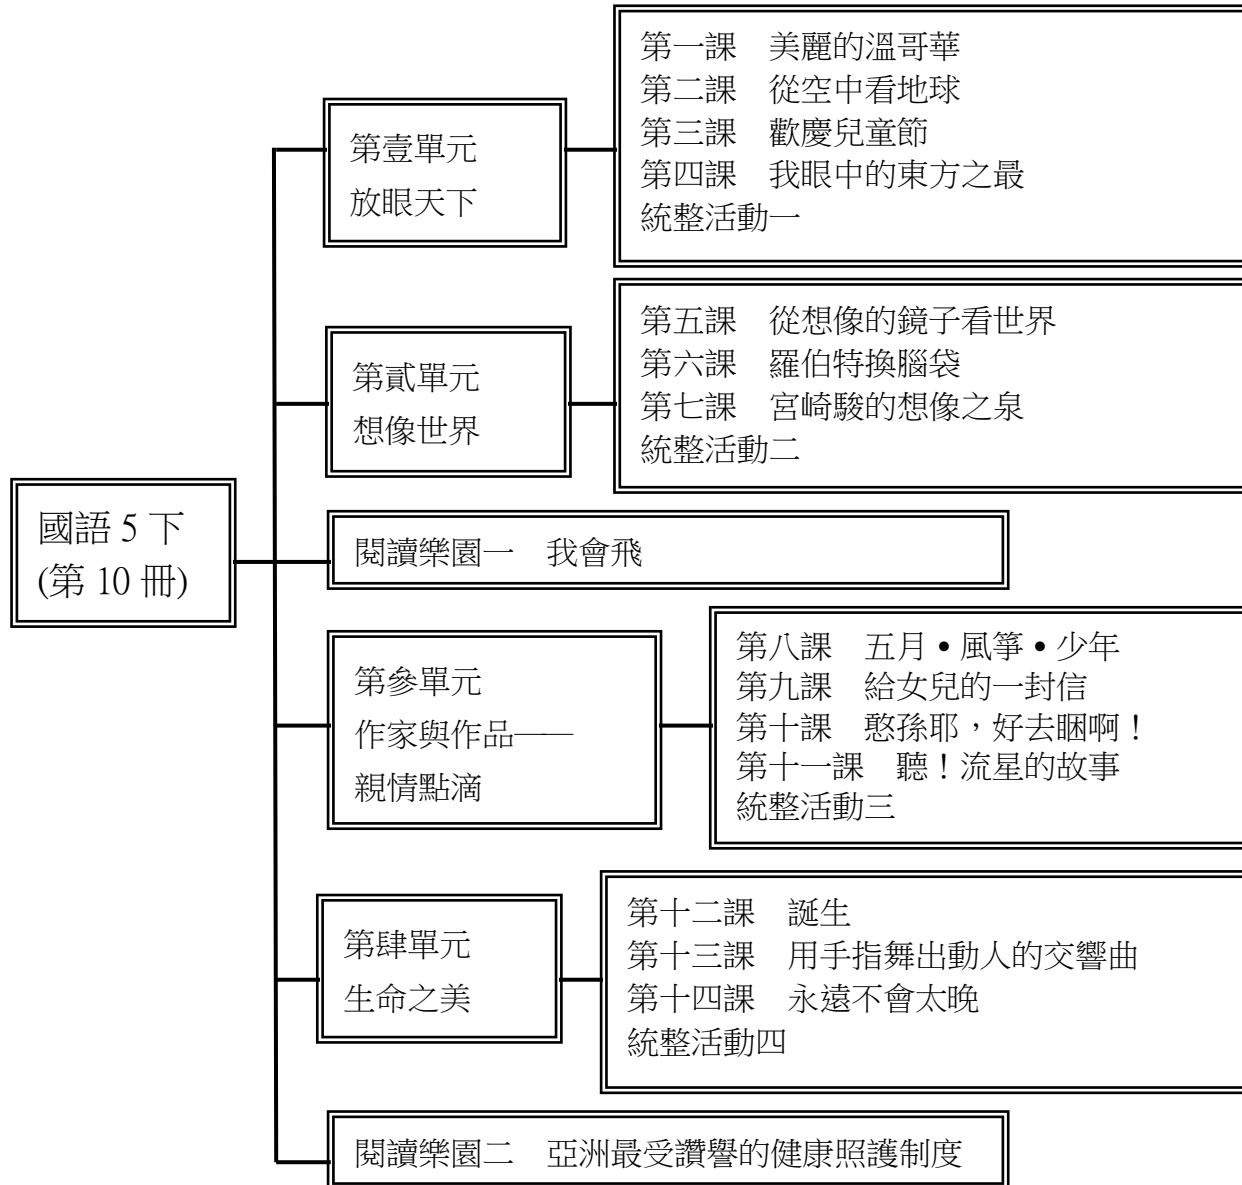 國語 5 下
(第 10 冊)
第壹單元
放眼天下
第一課　美麗的溫哥華
第二課　從空中看地球
第三課　歡慶兒童節
第四課　我眼中的東方之最
統整活動一
第貳單元
想像世界
第五課　從想像的鏡子看世界
第六課　羅伯特換腦袋
第七課　宮崎駿的想像之泉
統整活動二
閱讀樂園一　我會飛
第參單元
作家與作品——
親情點滴
第八課　五月•風箏•少年
第九課　給女兒的一封信
第十課　憨孫耶，好去睏啊！
第十一課　聽！流星的故事
統整活動三
第肆單元
生命之美
第十二課　誕生
第十三課　用手指舞出動人的交響曲
第十四課　永遠不會太晚
統整活動四
閱讀樂園二　亞洲最受讚譽的健康照護制度